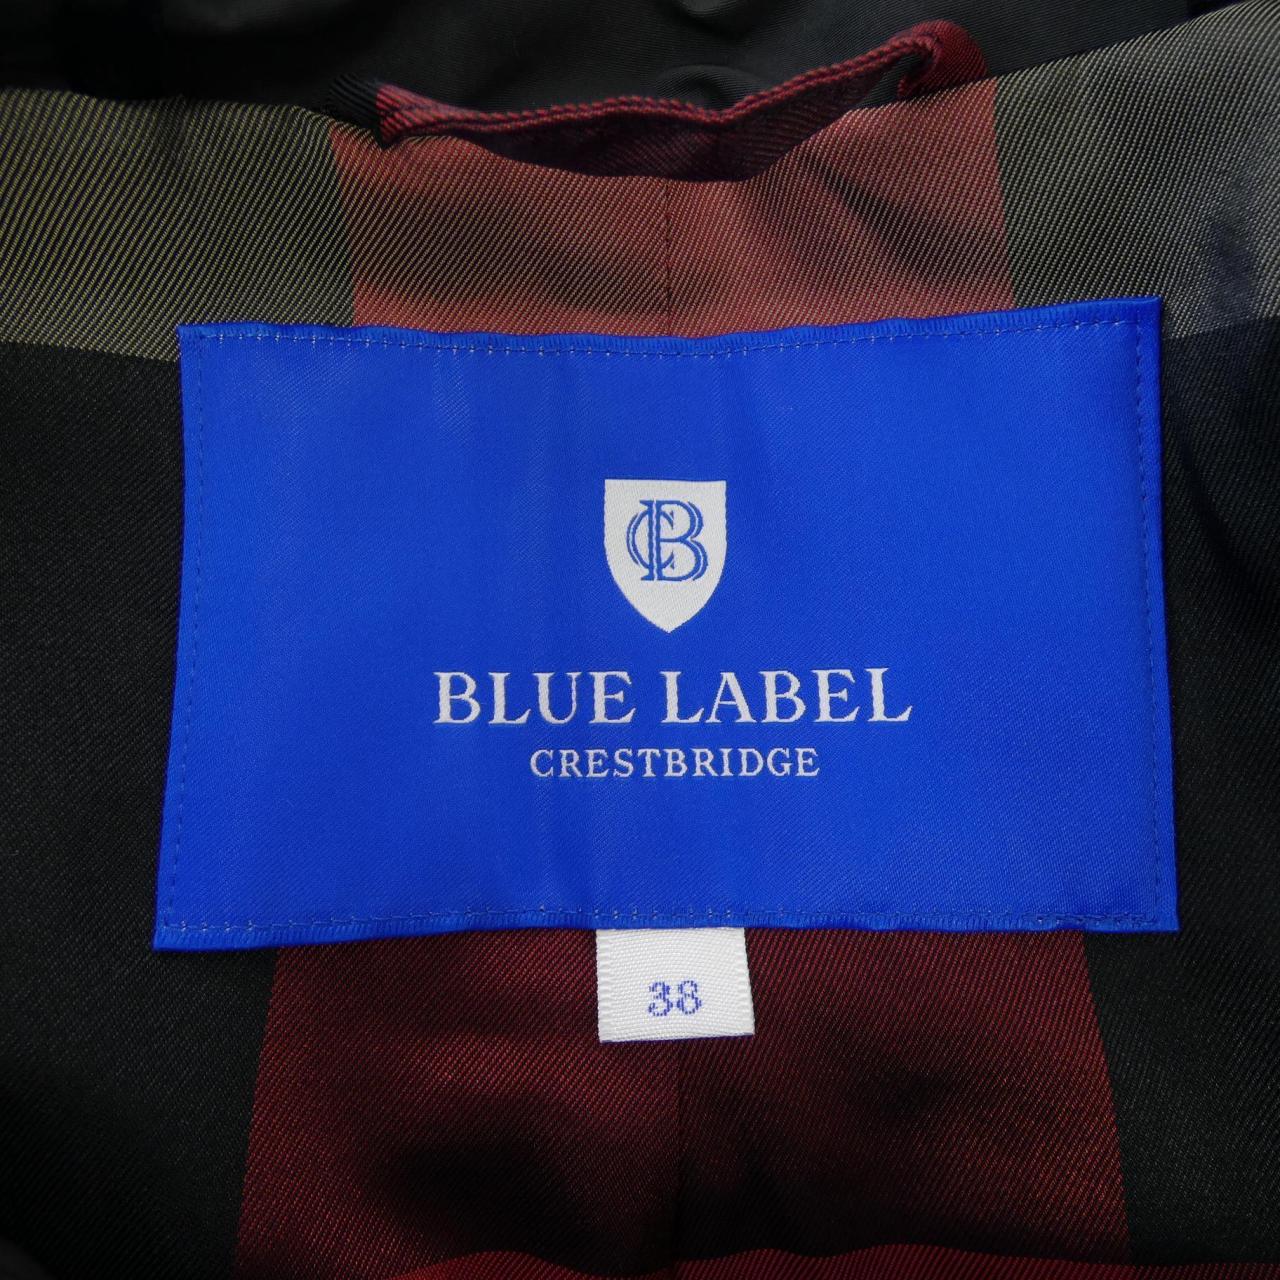 CB
BLUE LABEL
CRESTBRIDGE
38